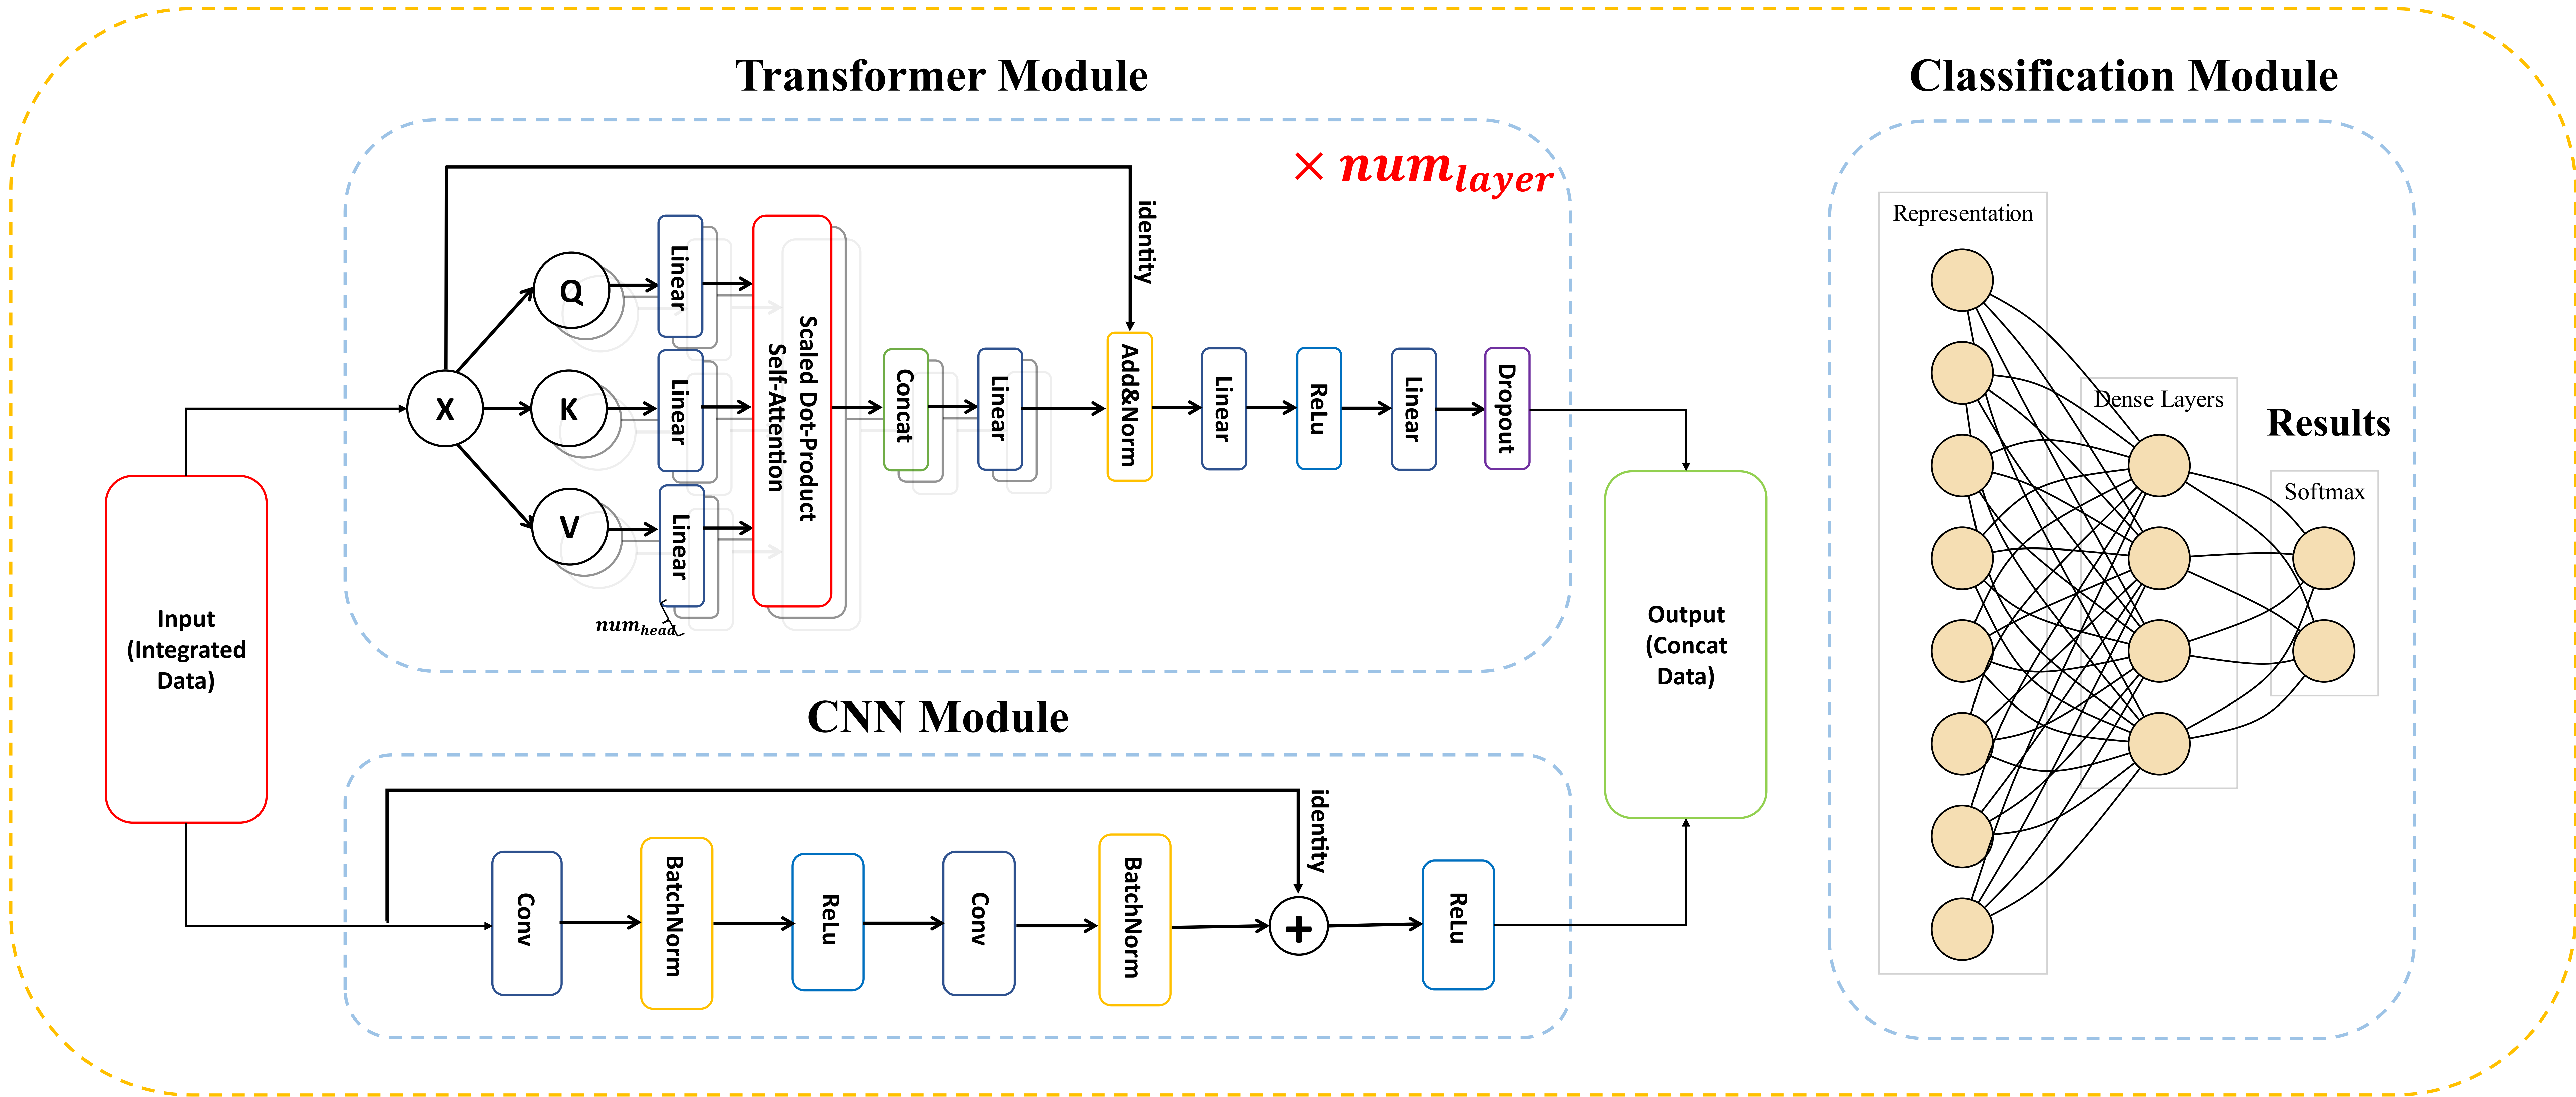 Transformer Module
Classification Module
× num_layer
identity
Representation
Q
Linear
Scaled Dot-Product
Self-Attention
X
K
Linear
Concat
Linear
Add&Norm
Linear
ReLu
Linear
Dropout
V
Linear
num_head
Dense Layers
Results
Softmax
Input
(Integrated
Data)
Output
(Concat
Data)
CNN Module
identity
Conv
BatchNorm
ReLu
Conv
BatchNorm
+
ReLu